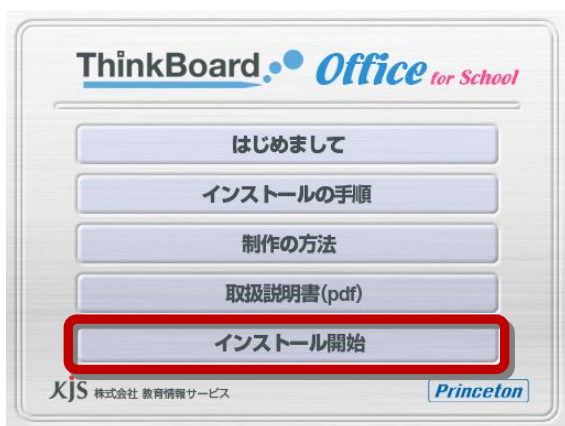 ThinkBoard Office for School
はじめまして
インストールの手順
制作の方法
取扱説明書(pdf)
インストール開始
KJS 株式会社 教育情報サービス Princeton